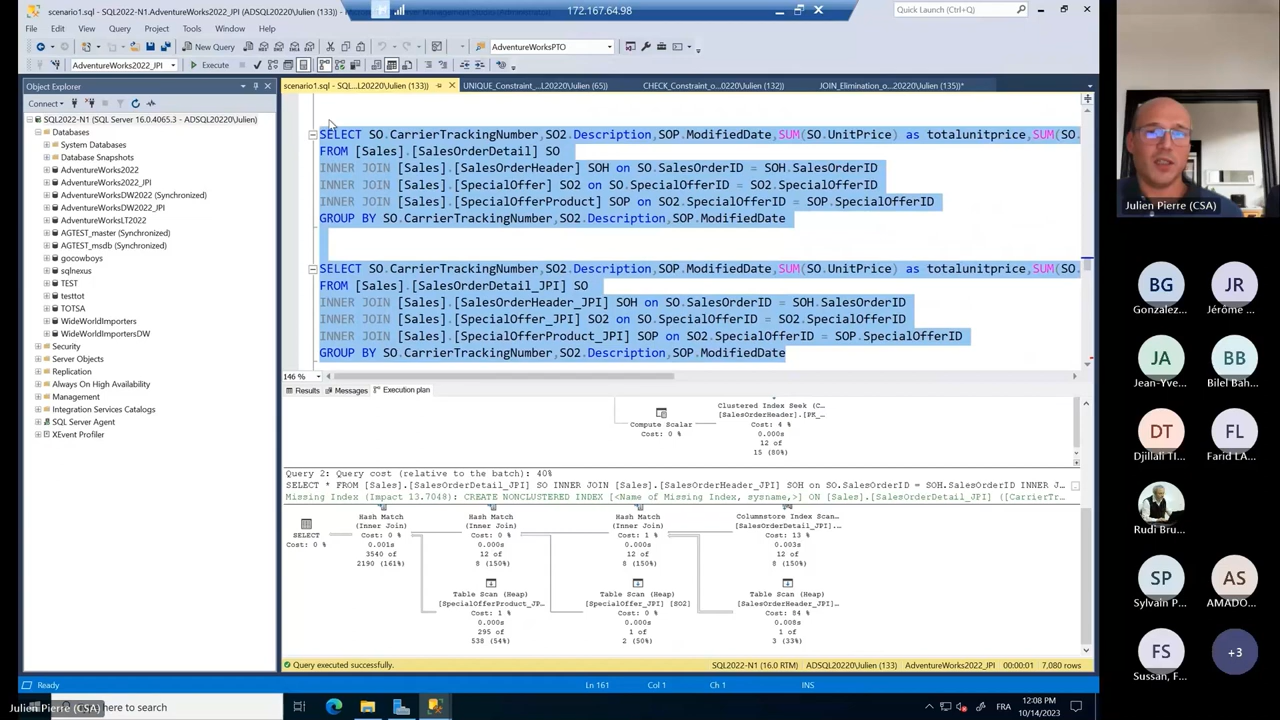 scenario1.sql - SQL2022-N1.AdventureWorks2022_JPI (ADSQL20220\Julien (133))
172.167.64.98
Quick Launch (Ctrl+Q)
File Edit View Query Project Tools Window Help
New Query
AdventureWorksPTO
AdventureWorks2022_JPI
Execute
Object Explorer
scenario1.sql - SQL...L20220\Julien (133))
UNIQUE_Constraint_...L20220\Julien (65))
CHECK_Constraint_o...0220\Julien (132))
JOIN_Elimination_o...20220\Julien (135))*
Connect
SQL2022-N1 (SQL Server 16.0.4065.3 - ADSQL20220\Julien)
Databases
System Databases
Database Snapshots
AdventureWorks2022
AdventureWorks2022_JPI
AdventureWorksDW2022 (Synchronized)
AdventureWorksDW2022_JPI
AdventureWorksLT2022
AGTEST_master (Synchronized)
AGTEST_msdb (Synchronized)
gocowboys
sqlnexus
TEST
testtot
TOTSA
WideWorldImporters
WideWorldImportersDW
Security
Server Objects
Replication
Always On High Availability
Management
Integration Services Catalogs
SQL Server Agent
XEvent Profiler
SELECT SO.CarrierTrackingNumber,SO2.Description,SOP.ModifiedDate,SUM(SO.UnitPrice) as totalunitprice,SUM(SO.
FROM [Sales].[SalesOrderDetail] SO
INNER JOIN [Sales].[SalesOrderHeader] SOH on SO.SalesOrderID = SOH.SalesOrderID
INNER JOIN [Sales].[SpecialOffer] SO2 on SO.SpecialOfferID = SO2.SpecialOfferID
INNER JOIN [Sales].[SpecialOfferProduct] SOP on SO2.SpecialOfferID = SOP.SpecialOfferID
GROUP BY SO.CarrierTrackingNumber,SO2.Description,SOP.ModifiedDate
SELECT SO.CarrierTrackingNumber,SO2.Description,SOP.ModifiedDate,SUM(SO.UnitPrice) as totalunitprice,SUM(SO.
FROM [Sales].[SalesOrderDetail_JPI] SO
INNER JOIN [Sales].[SalesOrderHeader_JPI] SOH on SO.SalesOrderID = SOH.SalesOrderID
INNER JOIN [Sales].[SpecialOffer_JPI] SO2 on SO.SpecialOfferID = SO2.SpecialOfferID
INNER JOIN [Sales].[SpecialOfferProduct_JPI] SOP on SO2.SpecialOfferID = SOP.SpecialOfferID
GROUP BY SO.CarrierTrackingNumber,SO2.Description,SOP.ModifiedDate
146 %
Results Messages Execution plan
Compute Scalar
Cost: 0 %
Clustered Index Seek (C...
[SalesOrderHeader].[PK_...
Cost: 4 %
0.000s
12 of
15 (80%)
Query 2: Query cost (relative to the batch): 40%
SELECT * FROM [Sales].[SalesOrderDetail_JPI] SO INNER JOIN [Sales].[SalesOrderHeader_JPI] SOH on SO.SalesOrderID = SOH.SalesOrderID INNER J...
Missing Index (Impact 13.7048): CREATE NONCLUSTERED INDEX [<Name of Missing Index, sysname,>] ON [Sales].[SalesOrderDetail_JPI] ([CarrierTr...
SELECT
Cost: 0 %
Hash Match
(Inner Join)
Cost: 0 %
0.001s
3540 of
2190 (161%)
Hash Match
(Inner Join)
Cost: 0 %
0.000s
12 of
8 (150%)
Hash Match
(Inner Join)
Cost: 1 %
0.000s
12 of
8 (150%)
Columnstore Index Scan...
[SalesOrderDetail_JPI]...
Cost: 13 %
0.003s
12 of
8 (150%)
Table Scan (Heap)
[SpecialOfferProduct_JP...
Cost: 1 %
0.000s
295 of
538 (54%)
Table Scan (Heap)
[SpecialOffer_JPI] [SO2]
Cost: 0 %
0.000s
1 of
2 (50%)
Table Scan (Heap)
[SalesOrderHeader_JPI]...
Cost: 84 %
0.008s
1 of
3 (33%)
Query executed successfully.
SQL2022-N1 (16.0 RTM)
ADSQL20220\Julien (133)
AdventureWorks2022_JPI
00:00:01
7,080 rows
Ready
Ln 161
Col 1
Ch 1
INS
here to search
FRA
12:08 PM
10/14/2023
Julien Pierre (CSA)
Julien Pierre (CSA)
BG
Gonzalez...
JR
Jérôme...
JA
Jean-Yve...
BB
Bilel Bah...
DT
Djillali TI...
FL
Farid LA...
Rudi Bru...
SP
Sylvain P...
AS
AMADO...
FS
Sussan, F...
+3